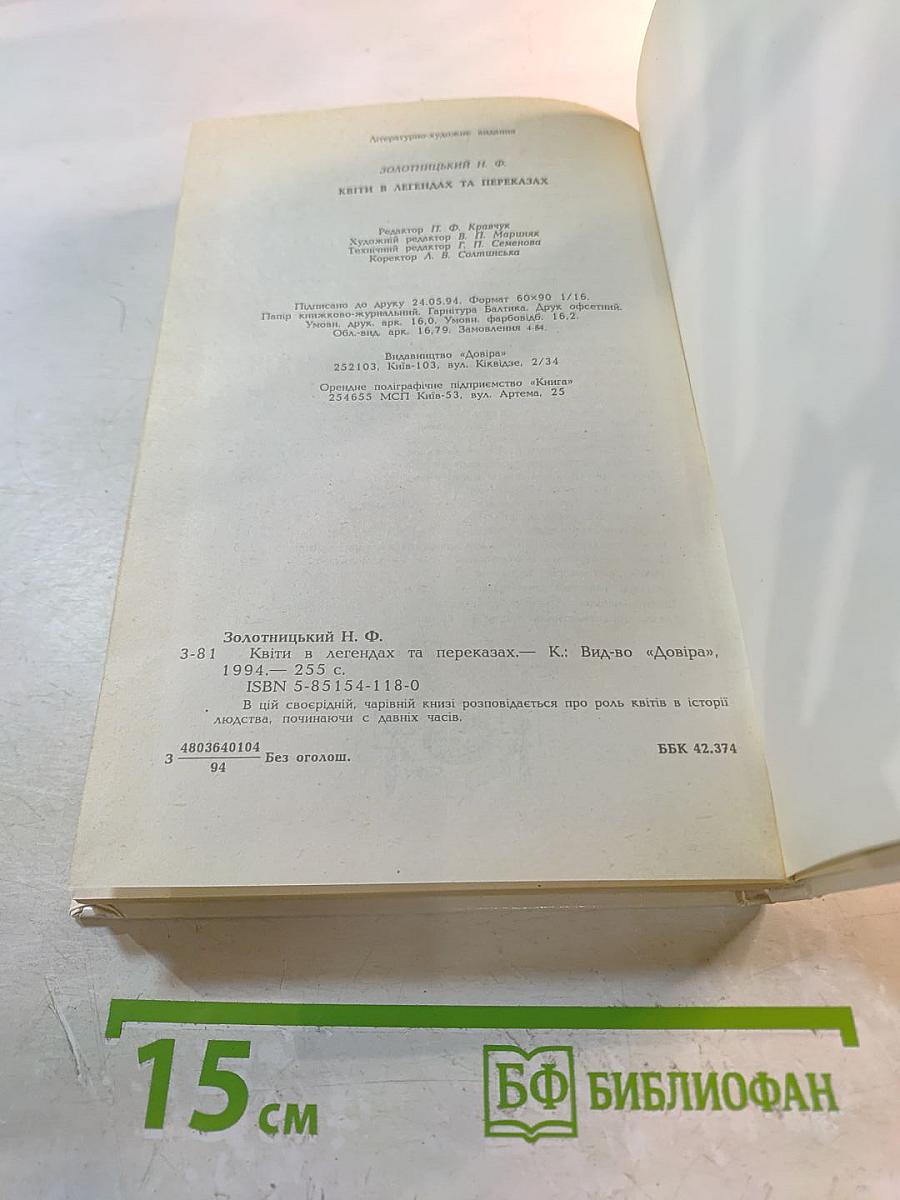 Літературно-художнє видання
ЗОЛОТНИЦЬКИЙ Н. Ф.
КВІТИ В ЛЕГЕНДАХ ТА ПЕРЕКАЗАХ
Редактор П. Ф. Кравчук
Художній редактор В. П. Мариняк
Технічний редактор Г. П. Семенова
Коректор Л. В. Солтинська
Підписано до друку 24.05.94. Формат 60×90 1/16.
Папір книжково-журнальний. Гарнітура Балтика. Друк офсетний.
Умовн. друк. арк. 16,0. Умовн. фарбовідб. 16,2.
Обл.-вид. арк. 16,79. Замовлення 4-84.
Видавництво «Довіра»
252103, Київ-103, вул. Кіквідзе, 2/34
Орендне поліграфічне підприємство «Книга»
254655 МСП Київ-53, вул. Артема, 25
Золотницький Н. Ф.
З-81 Квіти в легендах та переказах.— К.: Вид-во «Довіра»,
1994.— 255 с.
ISBN 5-85154-118-0
В цій своєрідній, чарівній книзі розповідається про роль квітів в історії
людства, починаючи с давніх часів.
З 4803640104/94 Без оголош.
ББК 42.374
15 см
БФ БИБЛИОФАН